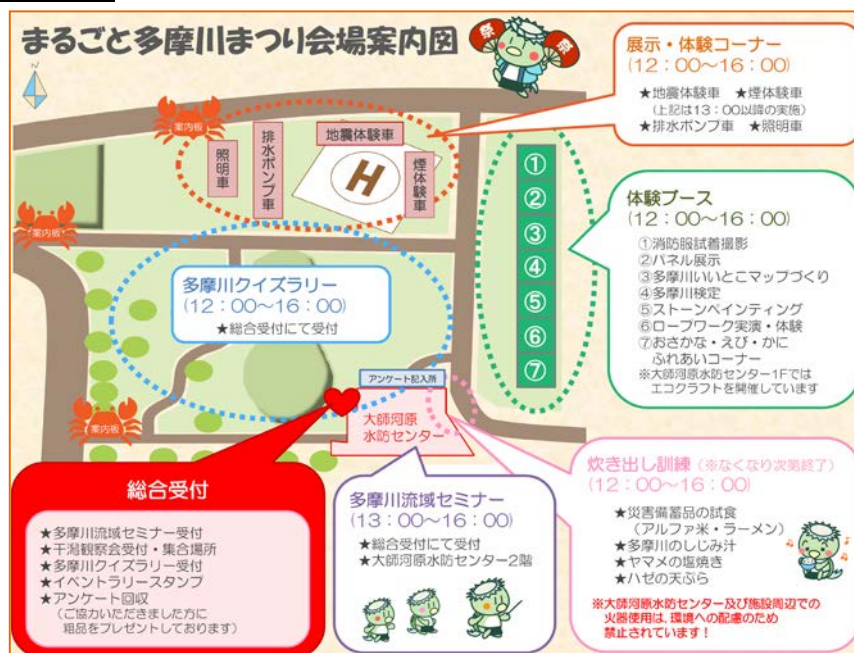 まるごと多摩川まつり会場案内図
祭
祭
展示・体験コーナー
(12:00~16:00)
★地震体験車 ★煙体験車
(上記は13:00以降の実施)
★排水ポンプ車 ★照明車
案内板
照明車
排水ポンプ車
地震体験車
H
煙体験車
①
②
③
④
⑤
⑥
⑦
体験ブース
(12:00~16:00)
①消防服試着撮影
②パネル展示
③多摩川いいとこマップづくり
④多摩川検定
⑤ストーンペインティング
⑥ロープワーク実演・体験
⑦おさかな・えび・かに
ふれあいコーナー
※大師河原水防センター1Fでは
エコクラフトを開催しています
案内板
多摩川クイズラリー
(12:00~16:00)
★総合受付にて受付
アンケート記入所
大師河原
水防センター
案内板
総合受付
★多摩川流域セミナー受付
★干潟観察会受付・集合場所
★多摩川クイズラリー受付
★イベントラリースタンプ
★アンケート回収
(ご協力いただきました方に
粗品をプレゼントしております)
多摩川流域セミナー
(13:00~16:00)
★総合受付にて受付
★大師河原水防センター2階
炊き出し訓練(※なくなり次第終了)
(12:00~16:00)
★災害備蓄品の試食
(アルファ米・ラーメン)
★多摩川のしじみ汁
★ヤマメの塩焼き
★ハゼの天ぷら
※大師河原水防センター及び施設周辺での
火器使用は、環境への配慮のため
禁止されています!